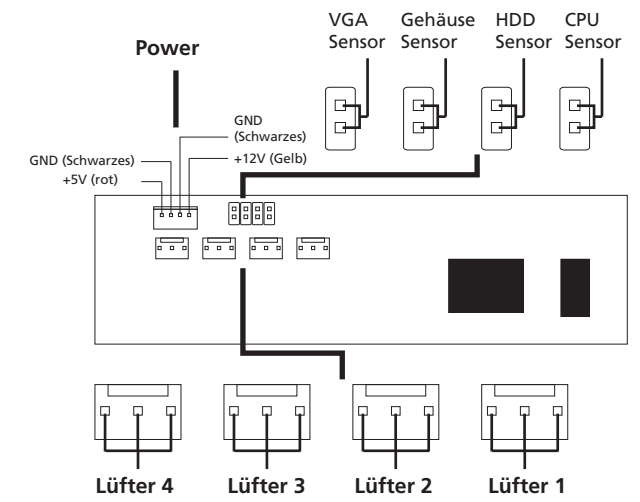 VGA Sensor
Gehäuse Sensor
HDD Sensor
CPU Sensor
Power
GND (Schwarzes)
GND (Schwarzes)
+12V (Gelb)
+5V (rot)
Lüfter 4
Lüfter 3
Lüfter 2
Lüfter 1